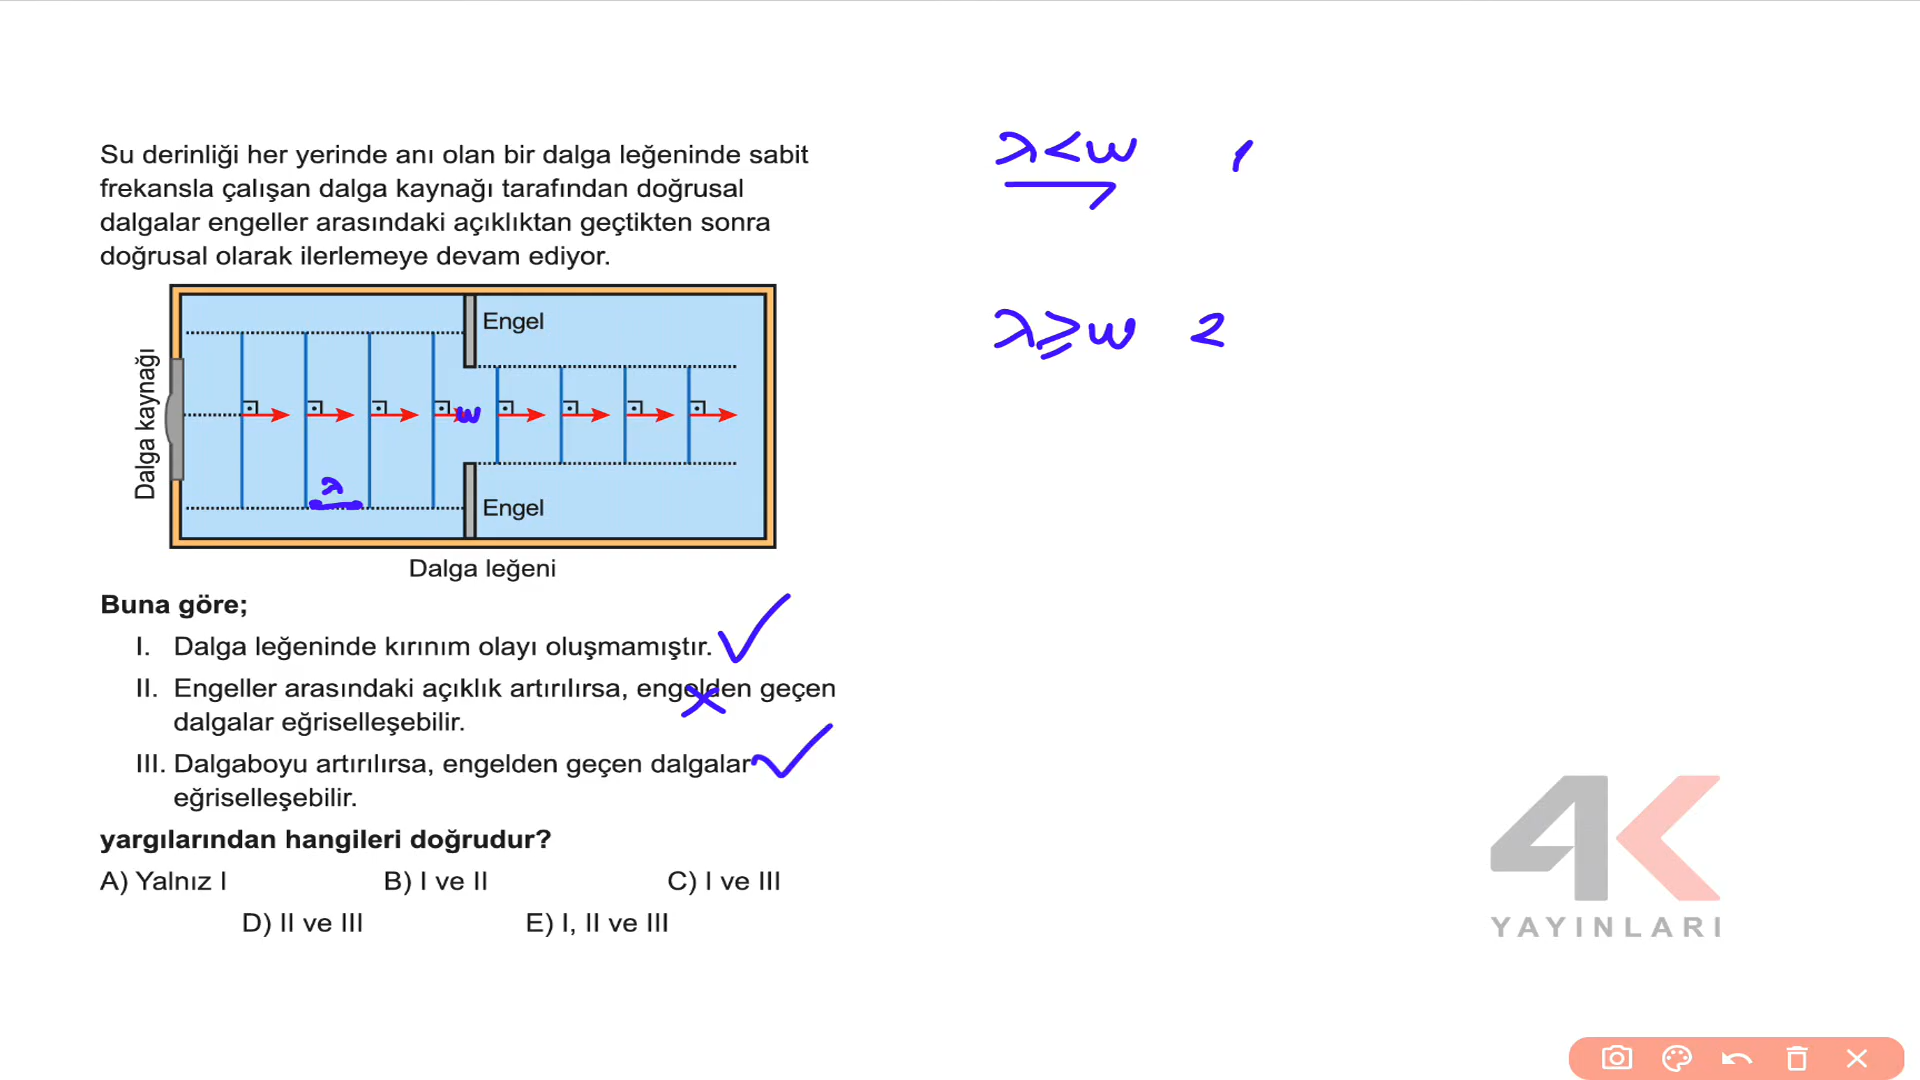 Su derinliği her yerinde anı olan bir dalga leğeninde sabit
frekansla çalışan dalga kaynağı tarafından doğrusal
dalgalar engeller arasındaki açıklıktan geçtikten sonra
doğrusal olarak ilerlemeye devam ediyor.
Dalga kaynağı
Engel
w
λ
Engel
Dalga leğeni
Buna göre;
I. Dalga leğeninde kırınım olayı oluşmamıştır.
II. Engeller arasındaki açıklık artırılırsa, engelden geçen
dalgalar eğriselleşebilir.
III. Dalgaboyu artırılırsa, engelden geçen dalgalar
eğriselleşebilir.
yargılarından hangileri doğrudur?
A) Yalnız I B) I ve II C) I ve III
D) II ve III E) I, II ve III
λ<w 1
λ≥w 2
4K
YAYINLARI